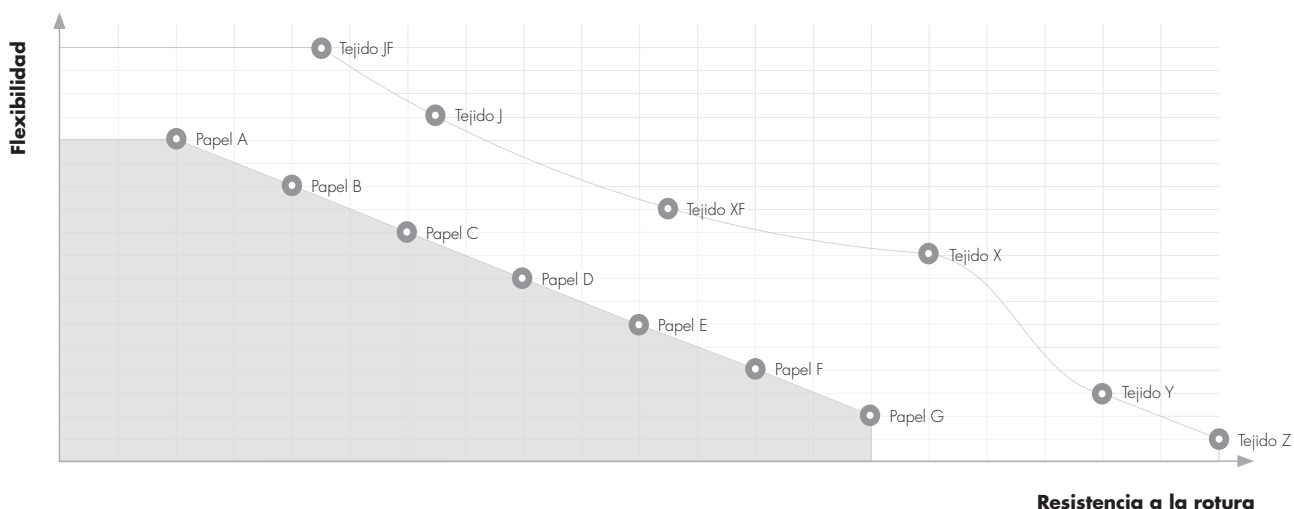 Flexibilidad
Tejido JF
Tejido J
Papel A
Papel B
Tejido XF
Papel C
Tejido X
Papel D
Papel E
Papel F
Tejido Y
Papel G
Tejido Z
Resistencia a la rotura